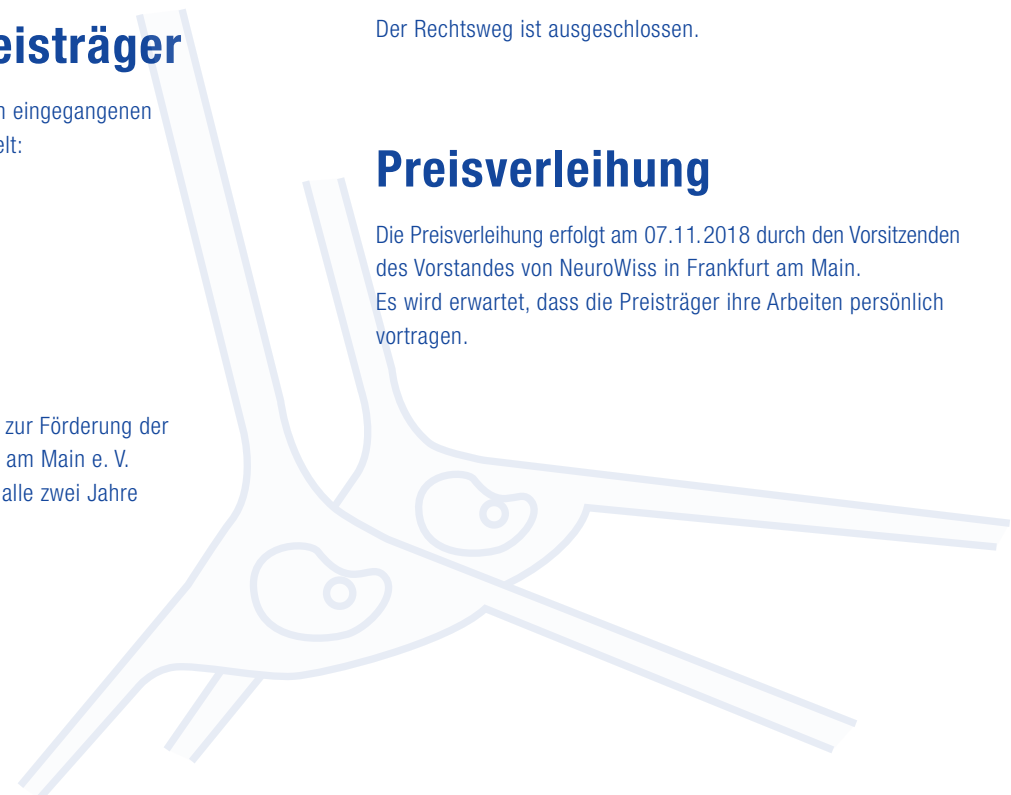 eisträger
n eingegangenen
elt:
zur Förderung der
am Main e. V.
alle zwei Jahre
Der Rechtsweg ist ausgeschlossen.
Preisverleihung
Die Preisverleihung erfolgt am 07.11.2018 durch den Vorsitzenden
des Vorstandes von NeuroWiss in Frankfurt am Main.
Es wird erwartet, dass die Preisträger ihre Arbeiten persönlich
vortragen.